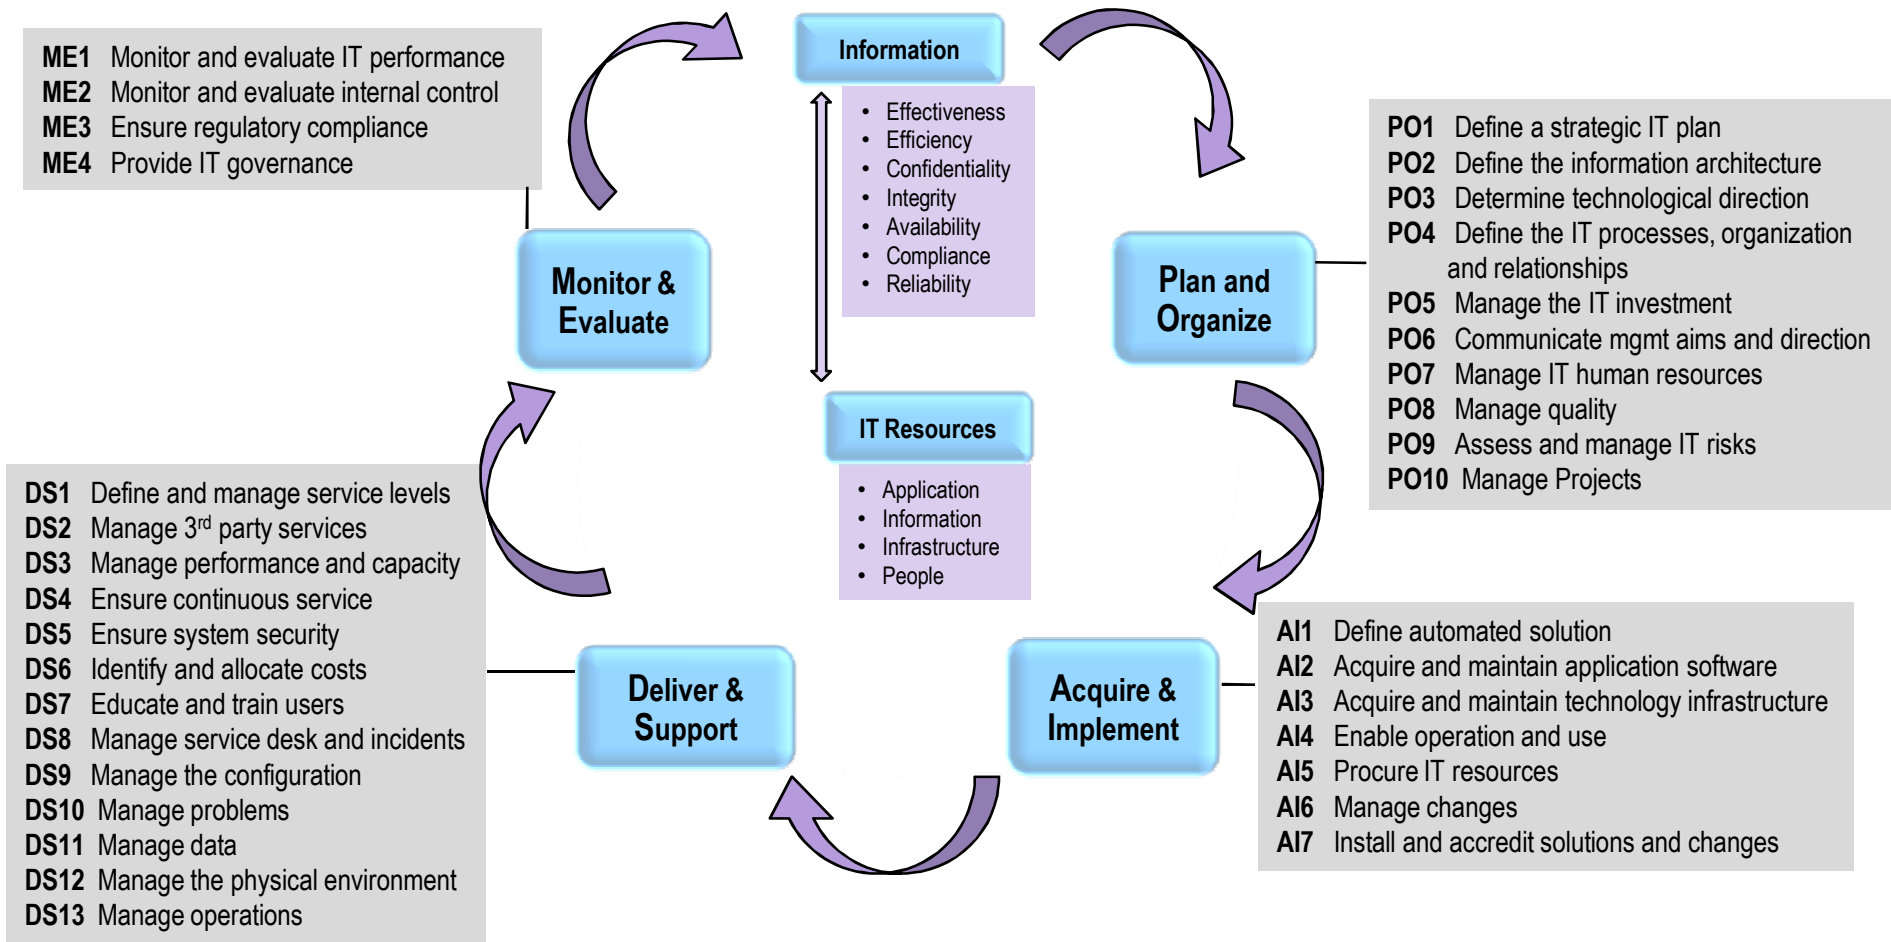 ME1 Monitor and evaluate IT performance
ME2 Monitor and evaluate internal control
ME3 Ensure regulatory compliance
ME4 Provide IT governance
Information
• Effectiveness
• Efficiency
• Confidentiality
• Integrity
• Availability
• Compliance
• Reliability
PO1 Define a strategic IT plan
PO2 Define the information architecture
PO3 Determine technological direction
PO4 Define the IT processes, organization
and relationships
PO5 Manage the IT investment
PO6 Communicate mgmt aims and direction
PO7 Manage IT human resources
PO8 Manage quality
PO9 Assess and manage IT risks
PO10 Manage Projects
Monitor &
Evaluate
Plan and
Organize
IT Resources
• Application
• Information
• Infrastructure
• People
DS1 Define and manage service levels
DS2 Manage 3rd party services
DS3 Manage performance and capacity
DS4 Ensure continuous service
DS5 Ensure system security
DS6 Identify and allocate costs
DS7 Educate and train users
DS8 Manage service desk and incidents
DS9 Manage the configuration
DS10 Manage problems
DS11 Manage data
DS12 Manage the physical environment
DS13 Manage operations
Deliver &
Support
Acquire &
Implement
AI1 Define automated solution
AI2 Acquire and maintain application software
AI3 Acquire and maintain technology infrastructure
AI4 Enable operation and use
AI5 Procure IT resources
AI6 Manage changes
AI7 Install and accredit solutions and changes